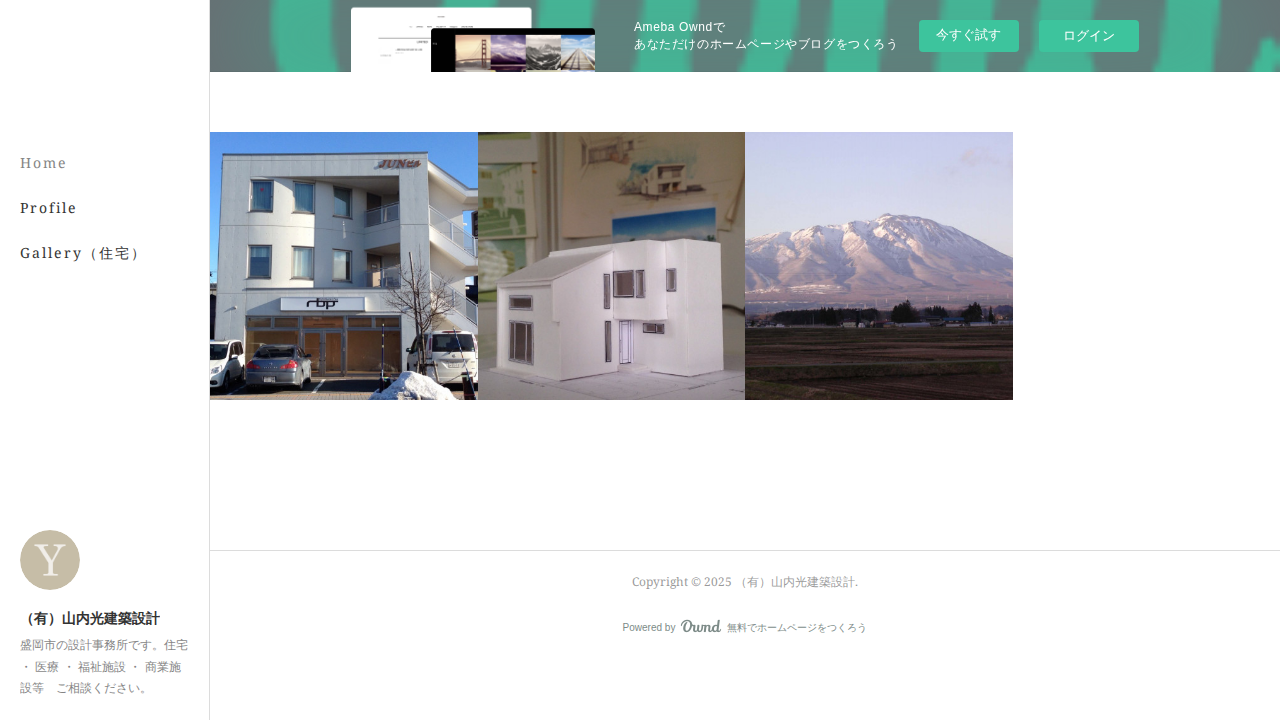 Ameba Owndで
あなただけのホームページやブログをつくろう
今すぐ試す
ログイン
Home
Profile
Gallery（住宅）
JUNビル
rbp
Y
（有）山内光建築設計
盛岡市の設計事務所です。住宅
・ 医療 ・ 福祉施設 ・ 商業施
設等　ご相談ください。
Copyright © 2025 （有）山内光建築設計.
Powered by Ownd 無料でホームページをつくろう